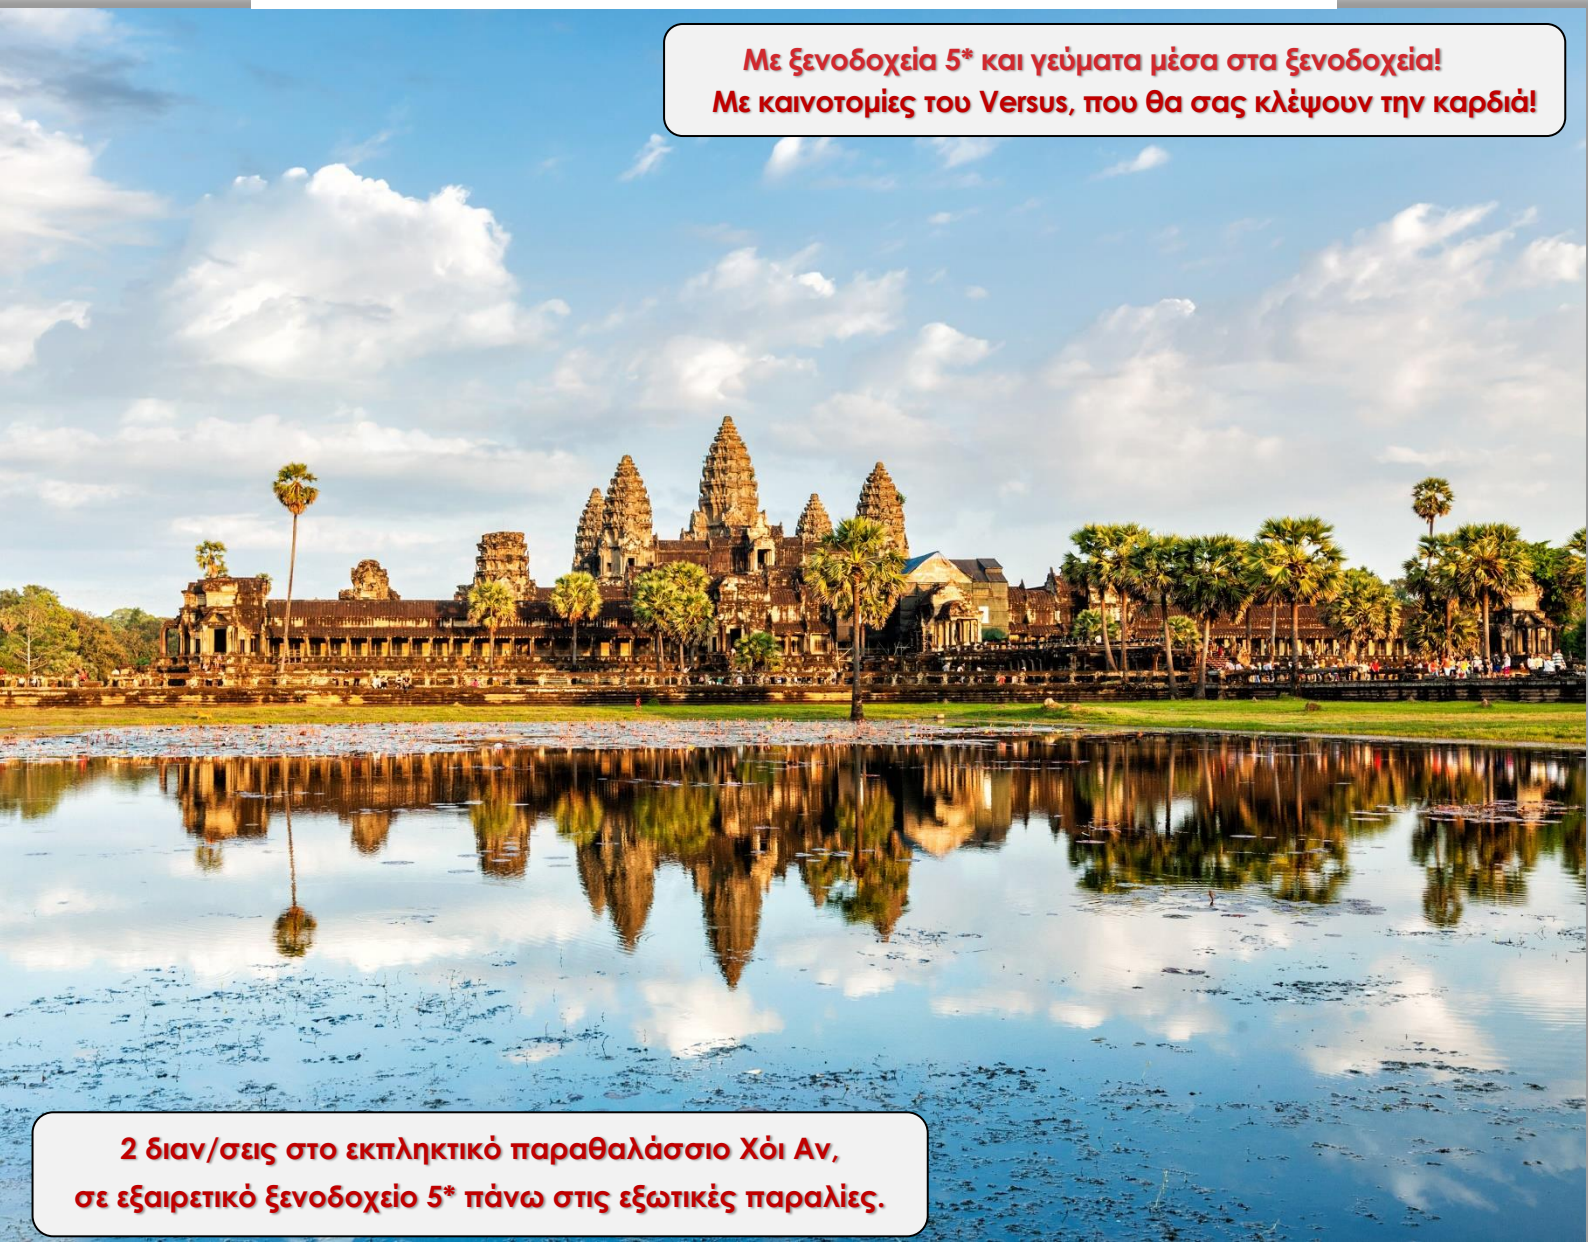 Με ξενοδοχεία 5* και γεύματα μέσα στα ξενοδοχεία!
Με καινοτομίες του Versus, που θα σας κλέψουν την καρδιά!
2 διαν/σεις στο εκπληκτικό παραθαλάσσιο Χόι Αν,
σε εξαιρετικό ξενοδοχείο 5* πάνω στις εξωτικές παραλίες.